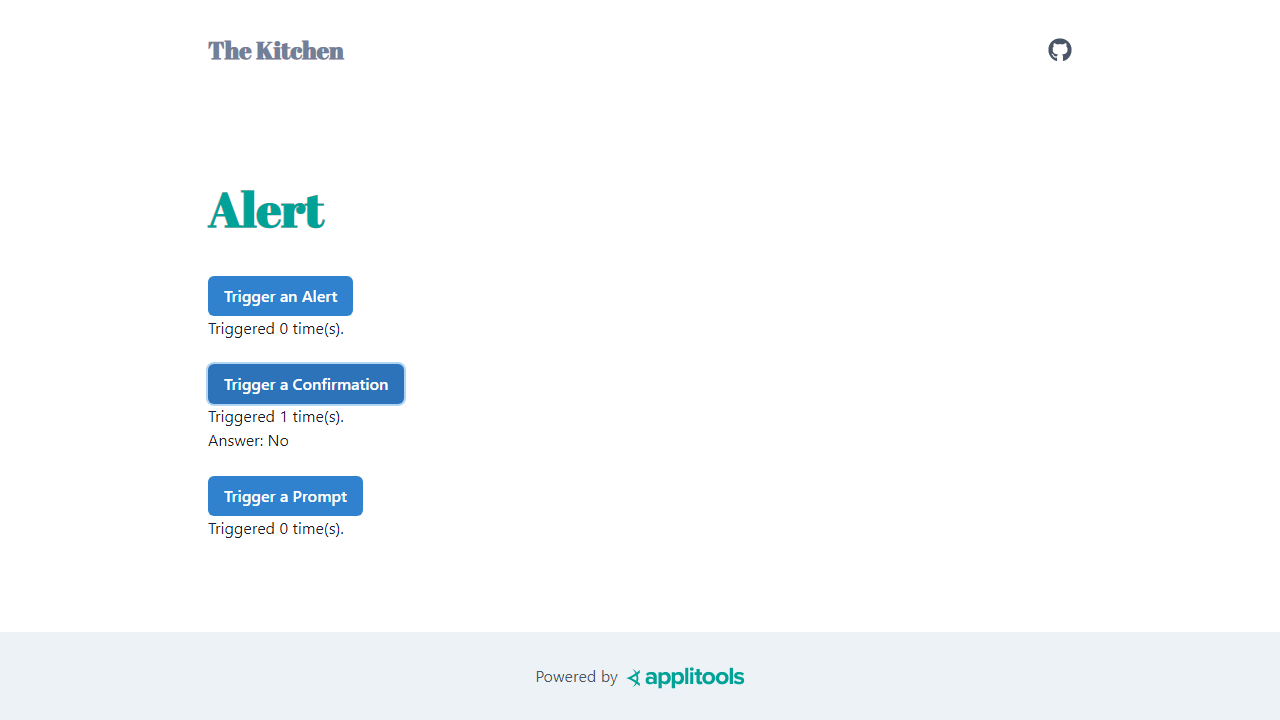 The Kitchen
Alert
Trigger an Alert
Triggered 0 time(s).
Trigger a Confirmation
Triggered 1 time(s).
Answer: No
Trigger a Prompt
Triggered 0 time(s).
Powered by applitools